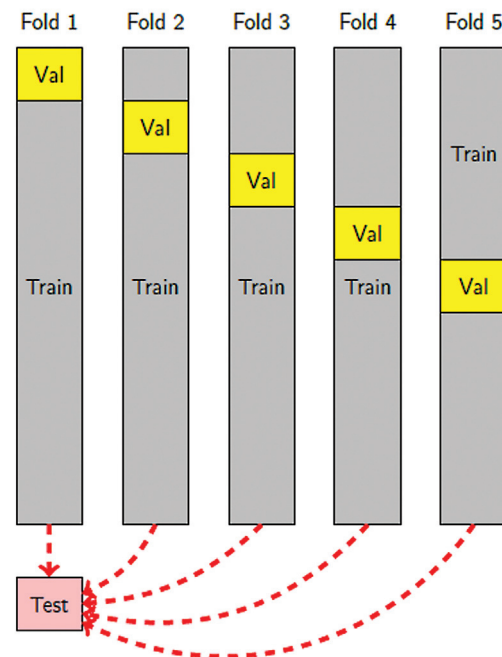 Fold 1 Fold 2 Fold 3 Fold 4 Fold 5
Val
Val
Train
Val
Val
Train Train Train Val
Test